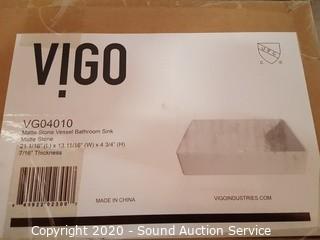 VIGO
VG04010
Matte Stone Vessel Bathroom Sink
Matte Stone
21 1/16" (L) x 13 11/16" (W) x 4 3/4" (H)
7/16" Thickness
MADE IN CHINA
VIGOINDUSTRIES.COM
Copyright 2020 - Sound Auction Service